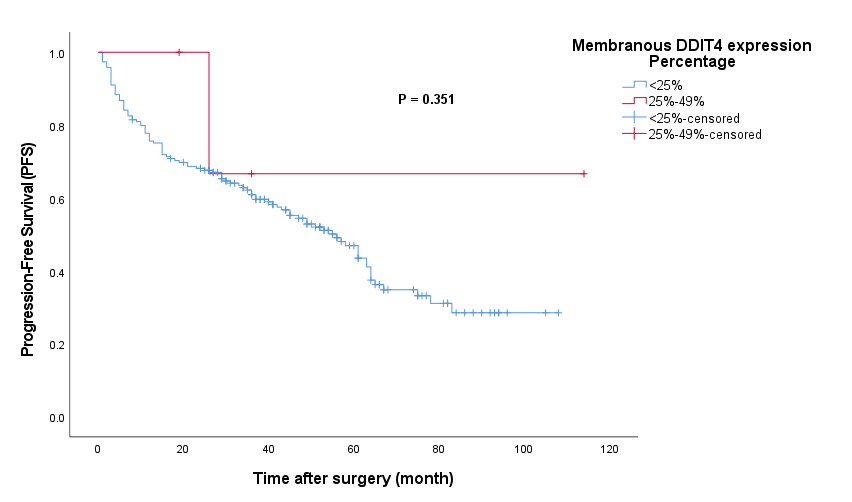 Membranous DDIT4 expression
Percentage
<25%
25%-49%
<25%-censored
25%-49%-censored
P = 0.351
Progression-Free Survival (PFS)
1.0
0.8
0.6
0.4
0.2
0.0
0 20 40 60 80 100 120
Time after surgery (month)